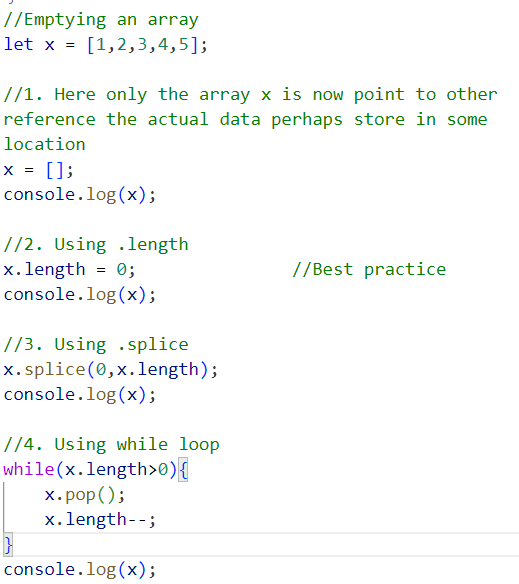 //Emptying an array
let x = [1,2,3,4,5];
//1. Here only the array x is now point to other
reference the actual data perhaps store in some
location
x = [];
console.log(x);
//2. Using .length
x.length = 0;                //Best practice
console.log(x);
//3. Using .splice
x.splice(0,x.length);
console.log(x);
//4. Using while loop
while(x.length>0){
    x.pop();
    x.length--;
}
console.log(x);